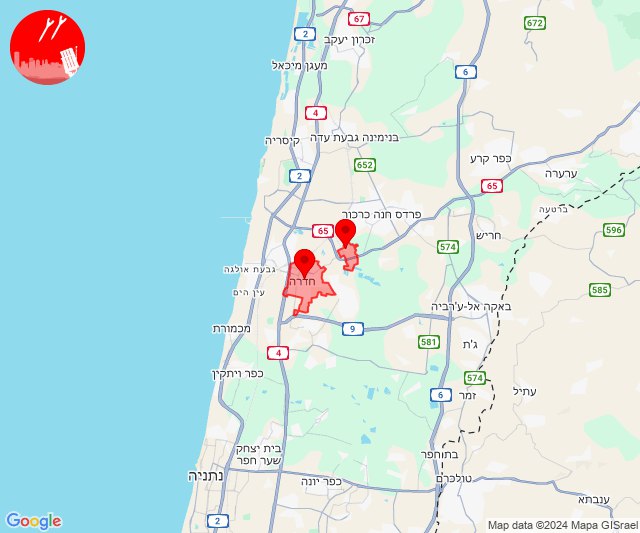 672
67
2
זכרון יעקב
מעגן מיכאל
6
4
קיסריה
בנימינה גבעת עדה
652
כפר קרע
2
65
ערערה
ברטעה
65
פרדס חנה כרכור
596
חריש
574
גבעת אולגה
חדרה
585
עין הים
באקה אל-ע'רביה
מכמורת
9
581
ג'ת
4
574
כפר ויתקין
6
זמר
עתיל
בית יצחק
שער חפר
בחופר
נתניה
כפר יונה
טולכרם
ענבתא
2
Google
Map data ©2024 Mapa GISrael